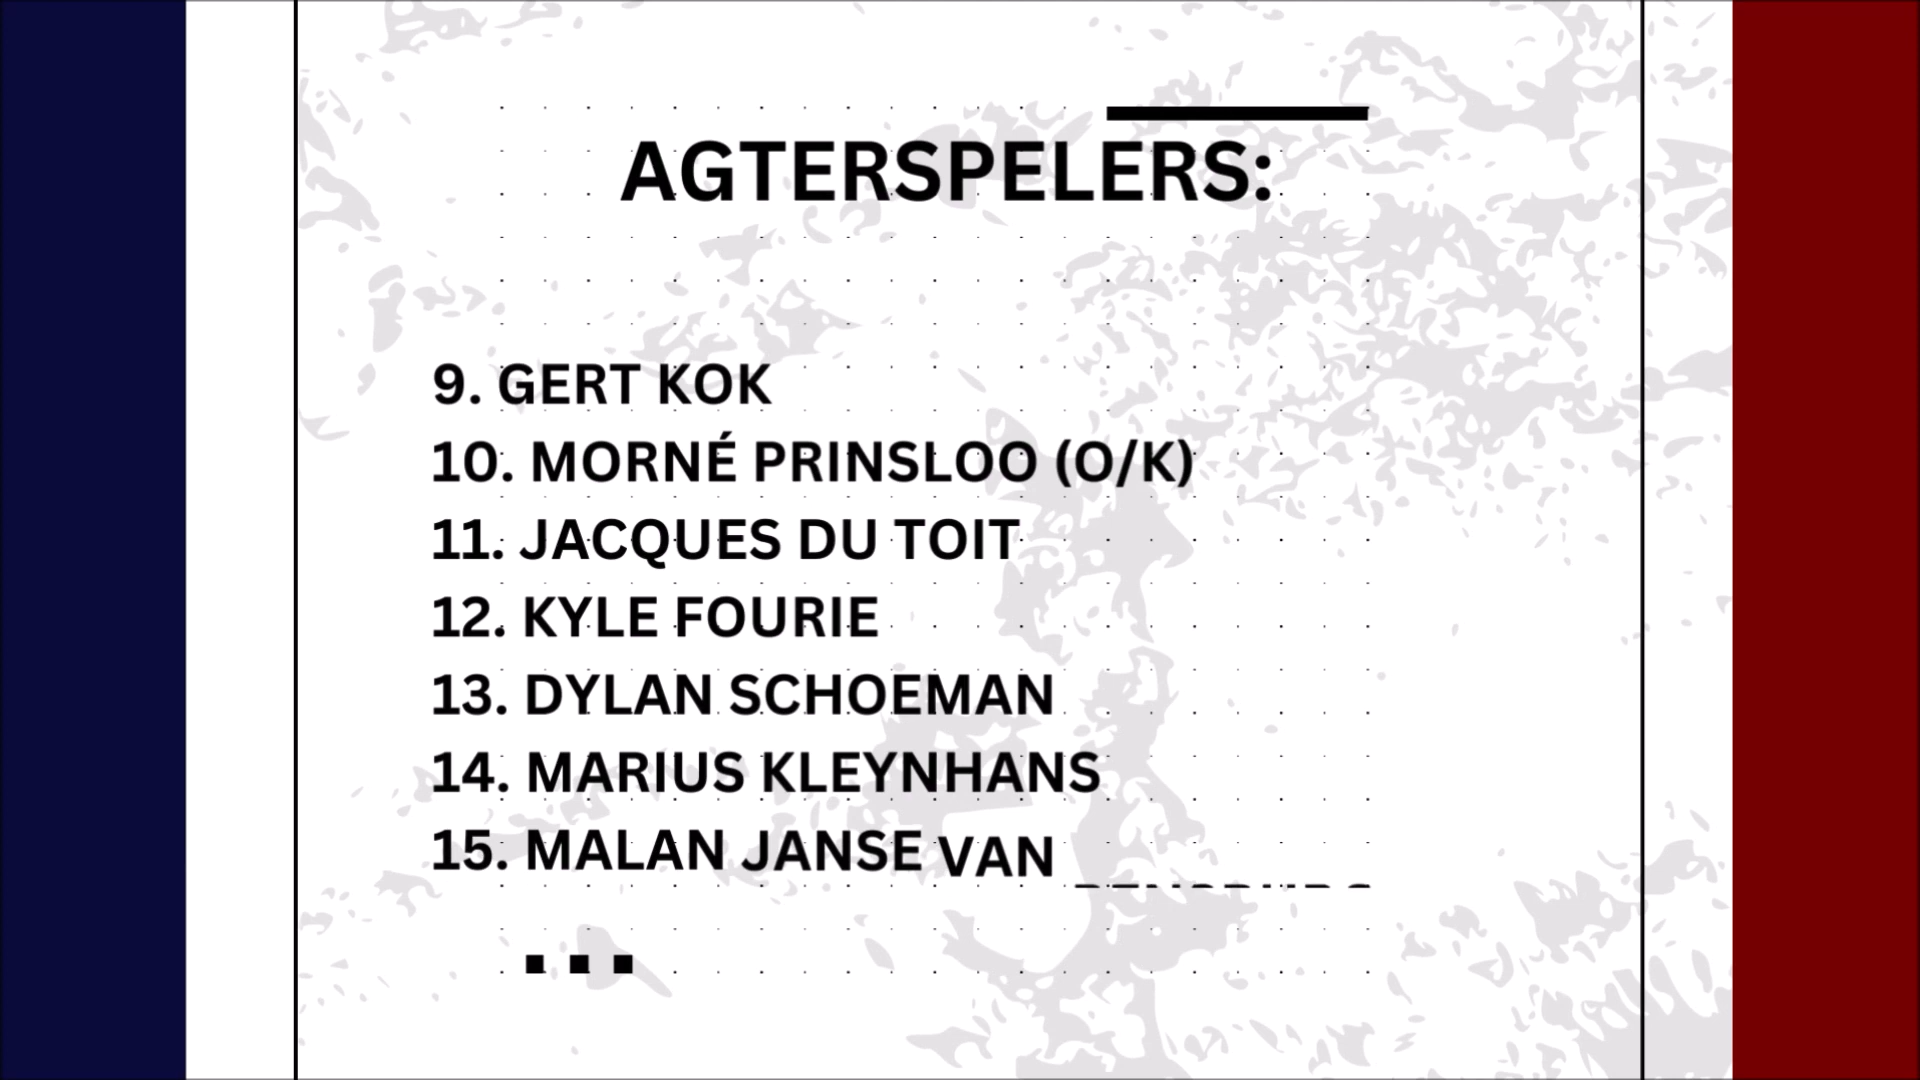 AGTERSPELERS:
9. GERT KOK
10. MORNÉ PRINSLOO (O/K)
11. JACQUES DU TOIT
12. KYLE FOURIE
13. DYLAN SCHOEMAN
14. MARIUS KLEYNHANS
15. MALAN JANSE VAN